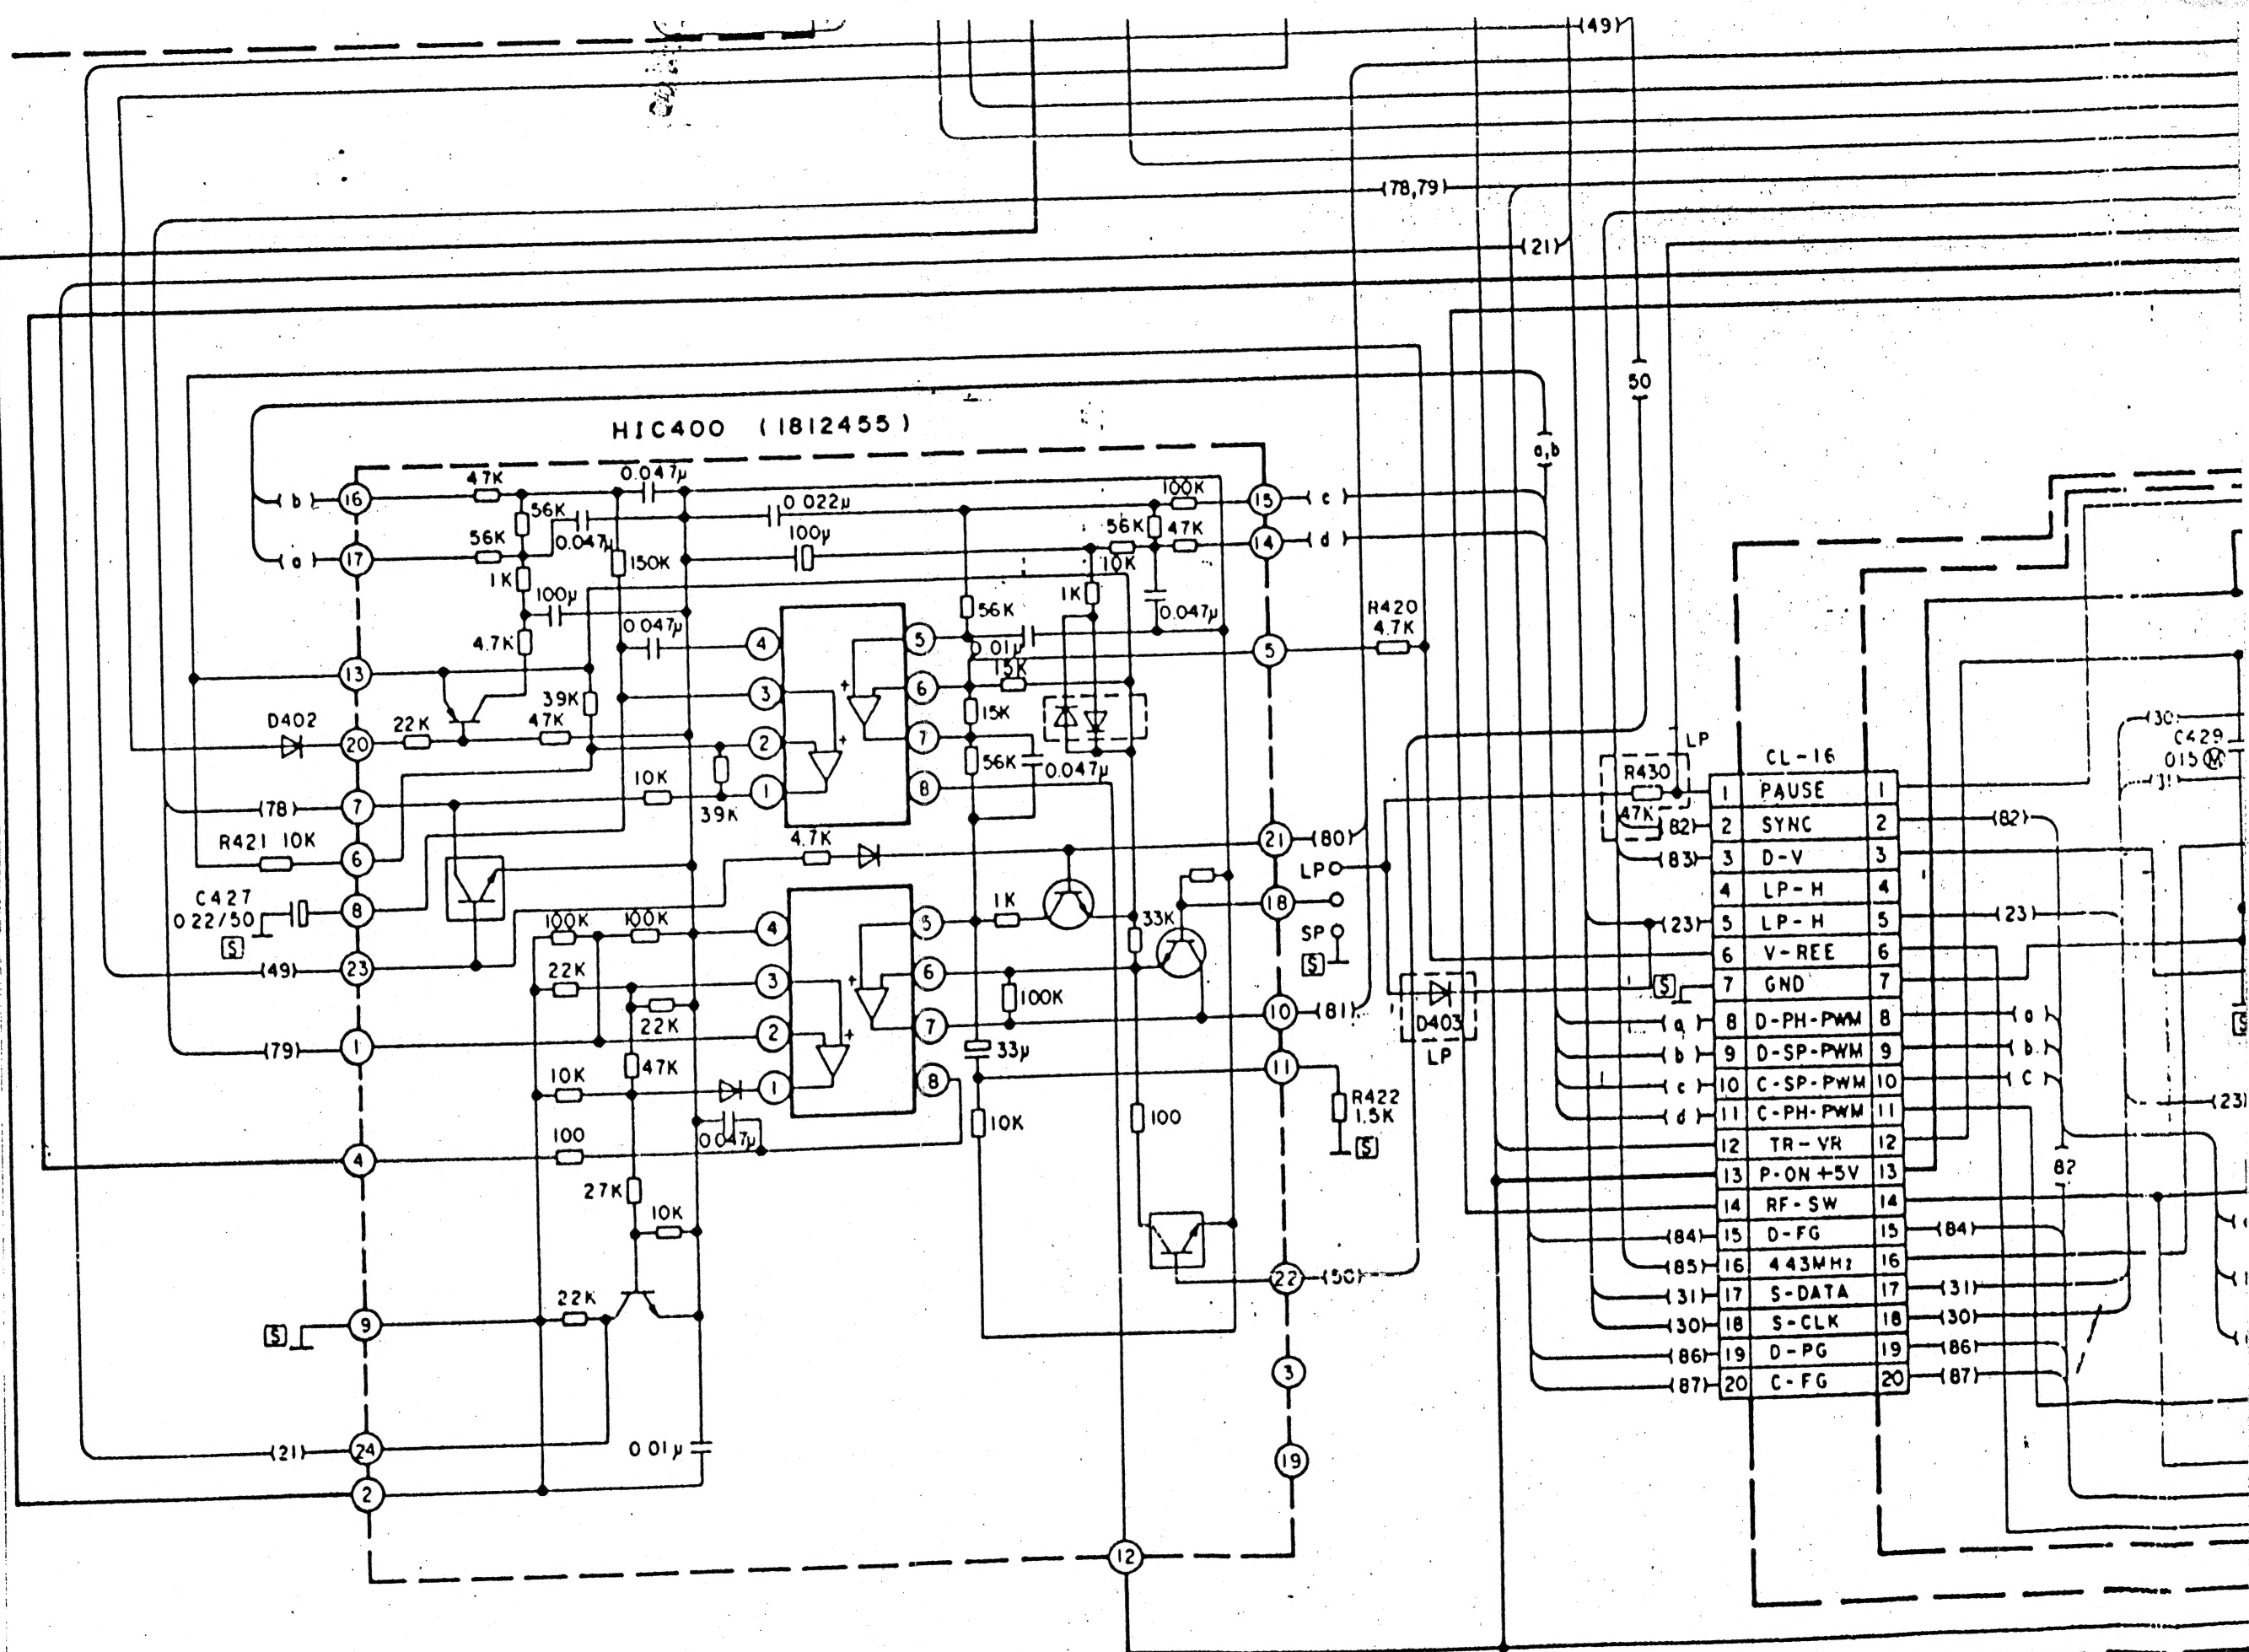 (49)
(78,79)
(21)
50
HIC400 (1812455)
a,b
b 16
47K
0.047μ
56K
0.047μ
a 17
56K
1K
150K
100μ
0.047μ
4.7K
13
39K
D402
20
22K
47K
(78)
7
10K
39K
R421 10K
6
C427
0 22/50
S
8
(49)
23
(79)
1
4
S
9
(21)
24
2
0 022μ
100μ
100K
15 c
56K
47K
14 d
10K
1K
0.047μ
56K
0.01μ
15K
5
R420
4.7K
4
3
2
1
5
6
7
8
15K
56K
0.047μ
4.7K
21 (80)
LP
18
SP
S
1K
33K
100K
100K
22K
22K
47K
10K
4
3
2
1
5
6
7
8
100K
10 (81)
33μ
11
R422
1.5K
S
10K
100
0.047μ
100
27K
10K
22K
0 01μ
22 (50)
3
19
12
D403
LP
LP
R430
47K
CL-16
1 PAUSE 1
(82) 2 SYNC 2 (82)
(83) 3 D-V 3
4 LP-H 4
(23) 5 LP-H 5 (23)
6 V-REE 6
S 7 GND 7
(a) 8 D-PH-PWM 8 (a)
(b) 9 D-SP-PWM 9 (b)
(c) 10 C-SP-PWM 10 (C)
(d) 11 C-PH-PWM 11
12 TR-VR 12
13 P-ON+5V 13
14 RF-SW 14
(84) 15 D-FG 15 (84)
(85) 16 443MHz 16
(31) 17 S-DATA 17 (31)
(30) 18 S-CLK 18 (30)
(86) 19 D-PG 19 (86)
(87) 20 C-FG 20 (87)
82
(30)
C429
015 M
(31)
(23)
S